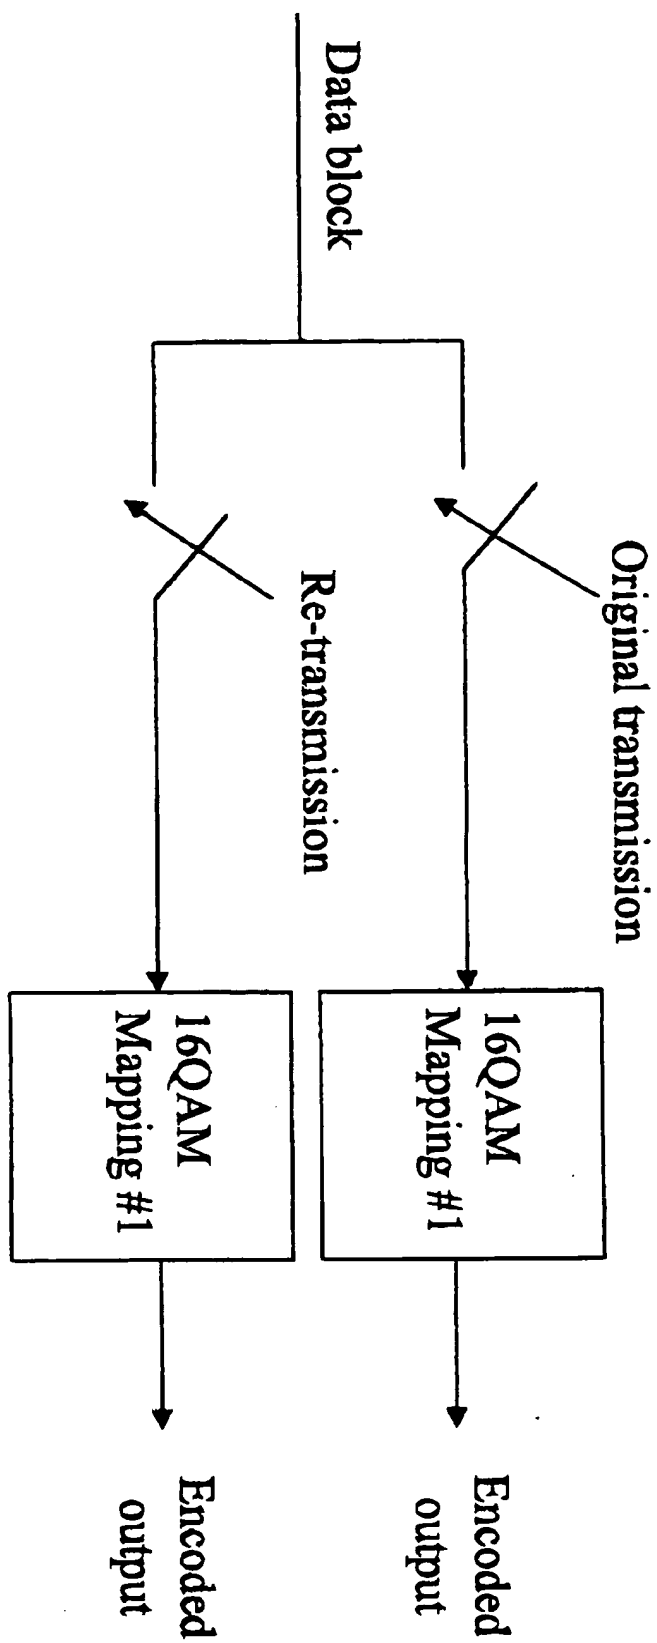 Data block
Original transmission
Re-transmission
16QAM
Mapping #1
16QAM
Mapping #1
Encoded
output
Encoded
output